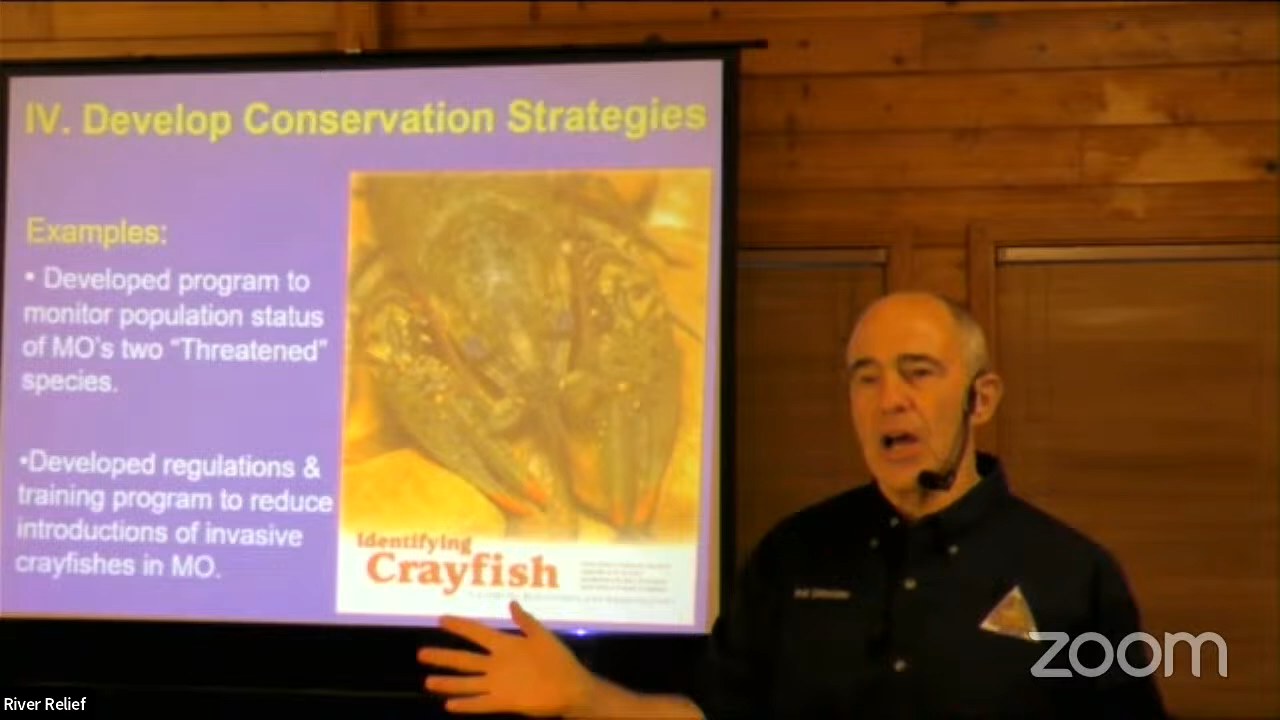 IV. Develop Conservation Strategies
Examples:
• Developed program to
monitor population status
of MO's two “Threatened”
species.
•Developed regulations &
training program to reduce
introductions of invasive
crayfishes in MO.
Identifying
Crayfish
zoom
River Relief